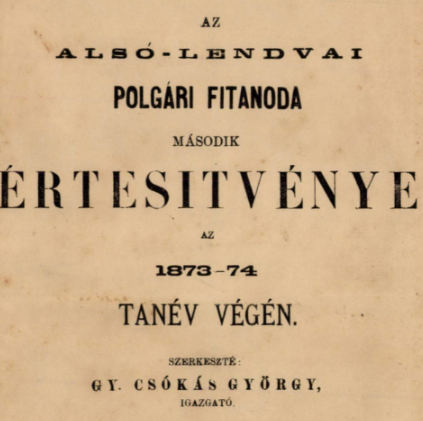 AZ
ALSÓ-LENDVAI
POLGÁRI FITANODA
MÁSODIK
ÉRTESITVÉNYE
AZ
1873-74
TANÉV VÉGÉN.
SZERKESZTÉ:
GY. CSÓKÁS GYÖRGY,
IGAZGATÓ.